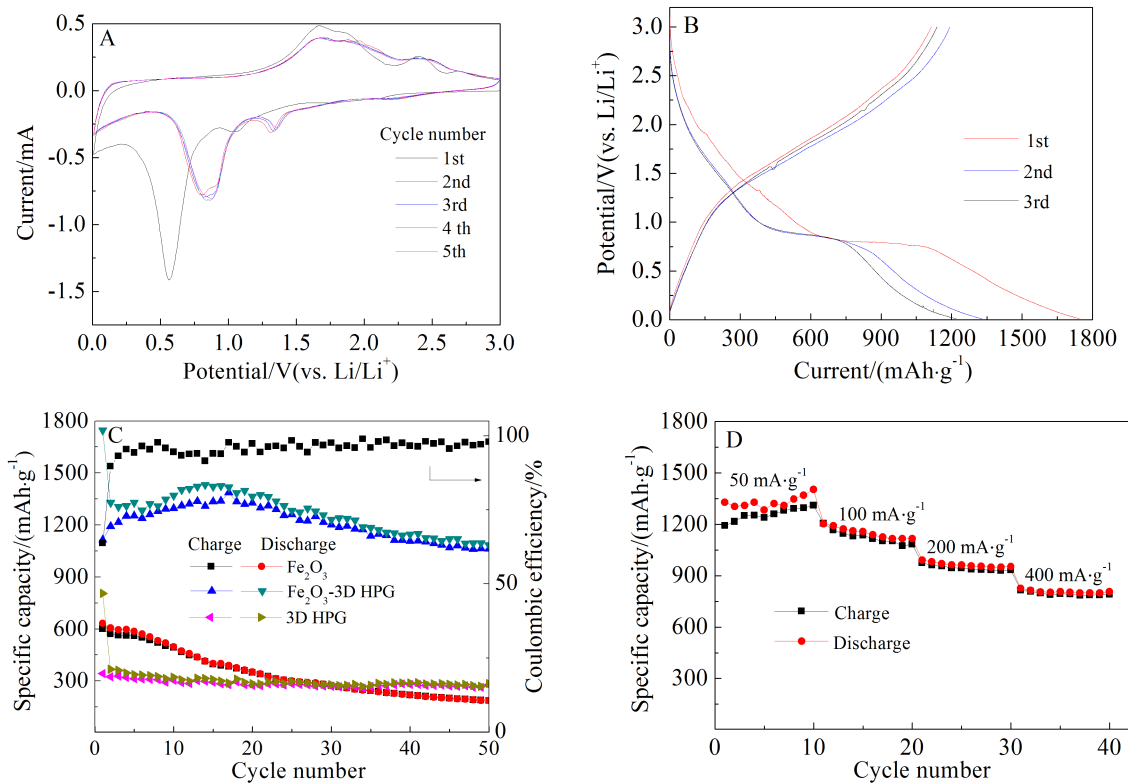 A
0.5
0.0
-0.5
-1.0
-1.5
Current/mA
Cycle number
1st
2nd
3rd
4 th
5th
0.0 0.5 1.0 1.5 2.0 2.5 3.0
Potential/V(vs. Li/Li⁺)
B
3.0
2.5
2.0
1.5
1.0
0.5
0.0
Potential/V(vs. Li/Li⁺)
1st
2nd
3rd
0 300 600 900 1200 1500 1800
Current/(mAh·g⁻¹)
C
1800
1500
1200
900
600
300
Specific capacity/(mAh·g⁻¹)
Charge Discharge
Fe₂O₃
Fe₂O₃-3D HPG
3D HPG
100
50
0
Coulombic efficiency/%
0 10 20 30 40 50
Cycle number
D
1800
1500
1200
900
600
300
Specific capacity/(mAh·g⁻¹)
50 mA·g⁻¹
100 mA·g⁻¹
200 mA·g⁻¹
400 mA·g⁻¹
Charge
Discharge
0 10 20 30 40
Cycle number